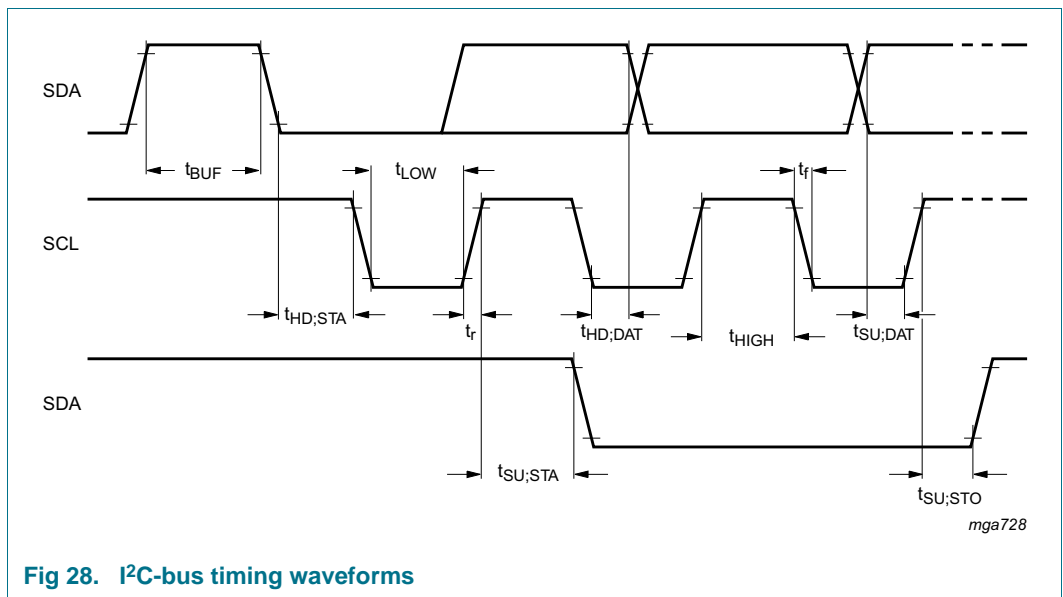 SDA
tBUF
tLOW
tf
SCL
tHD;STA
tr
tHD;DAT
tHIGH
tSU;DAT
SDA
tSU;STA
tSU;STO
mga728
Fig 28. I2C-bus timing waveforms